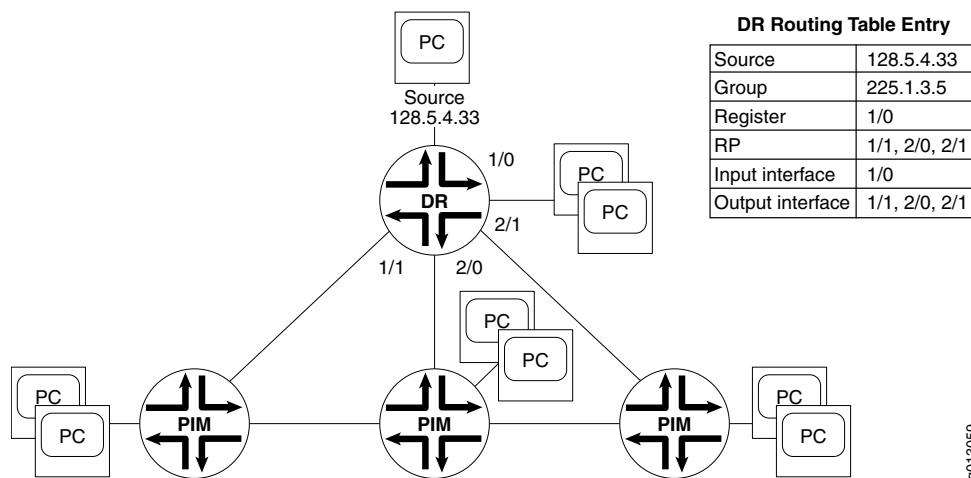 PC
DR Routing Table Entry
Source 128.5.4.33
Group 225.1.3.5
Register 1/0
RP 1/1, 2/0, 2/1
Input interface 1/0
Output interface 1/1, 2/0, 2/1
Source
128.5.4.33
1/0
PC
PC
DR
2/1
1/1
2/0
PC
PC
PC
PC
PIM
PIM
PIM
PC
PC
g013059